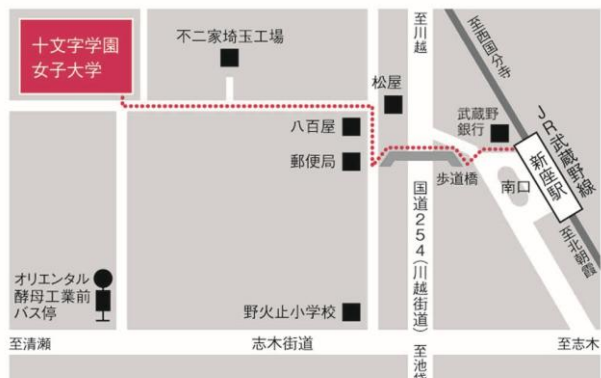 十文字学園
女子大学
不二家埼玉工場
至川越
至西国分寺
松屋
武蔵野
銀行
JR武蔵野線
八百屋
郵便局
歩道橋
南口
新座駅
国道254(川越街道)
至北朝霞
オリエンタル
酵母工業前
バス停
野火止小学校
至清瀬
志木街道
至池袋
至志木